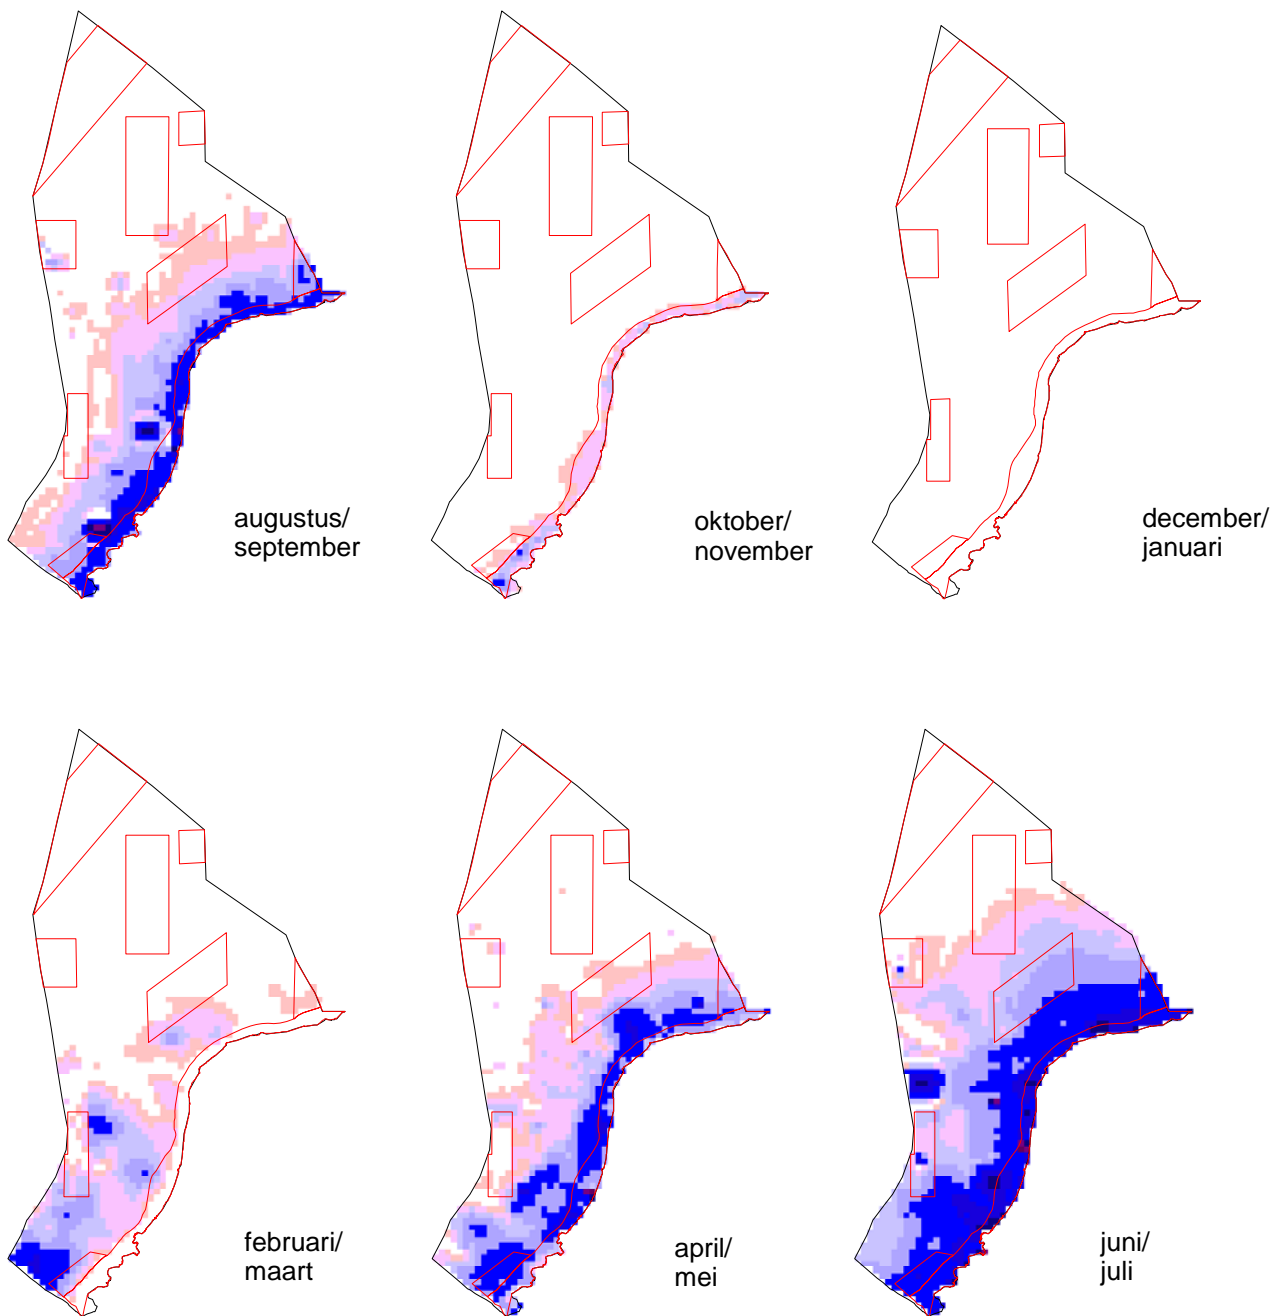 augustus/
september
oktober/
november
december/
januari
februari/
maart
april/
mei
juni/
juli